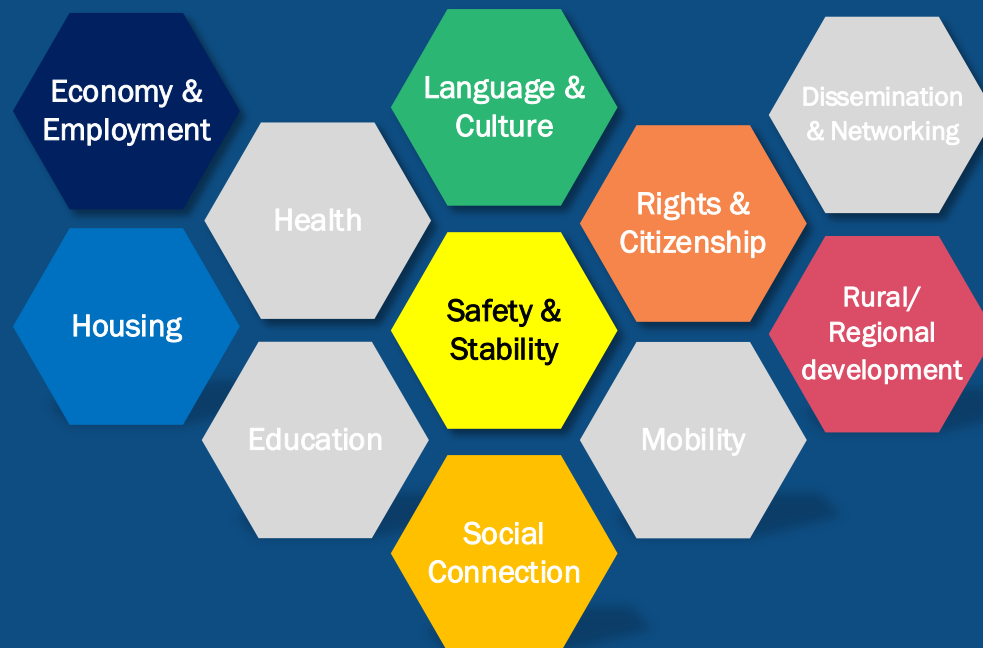 Economy &
Employment
Language &
Culture
Dissemination
& Networking
Health
Rights &
Citizenship
Housing
Safety &
Stability
Rural/
Regional
development
Education
Mobility
Social
Connection